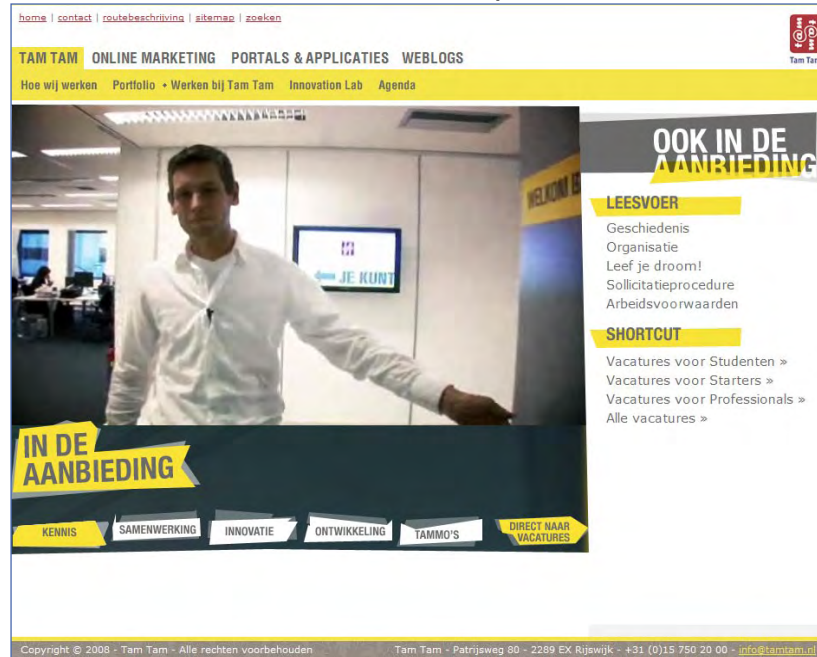 home | contact | routebeschrijving | sitemap | zoeken
TAM TAM ONLINE MARKETING PORTALS & APPLICATIES WEBLOGS
Tam Tam
Hoe wij werken Portfolio • Werken bij Tam Tam Innovation Lab Agenda
OOK IN DE
AANBIEDING
WELKOM
JE KUNT
LEESVOER
Geschiedenis
Organisatie
Leef je droom!
Sollicitatieprocedure
Arbeidsvoorwaarden
SHORTCUT
Vacatures voor Studenten »
Vacatures voor Starters »
Vacatures voor Professionals »
Alle vacatures »
IN DE
AANBIEDING
KENNIS SAMENWERKING INNOVATIE ONTWIKKELING TAMMO'S DIRECT NAAR
VACATURES
Copyright © 2008 - Tam Tam - Alle rechten voorbehouden Tam Tam - Patrijsweg 80 - 2289 EX Rijswijk - +31 (0)15 750 20 00 - info@tamtam.nl